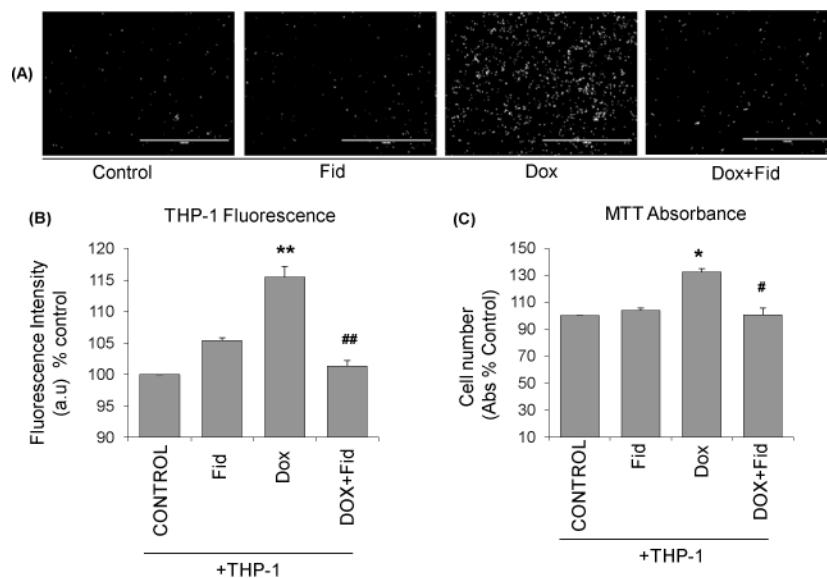 (A)
Control Fid Dox Dox+Fid
(B)
THP-1 Fluorescence
Fluorescence Intensity
(a.u) % control
120
115
110
105
100
95
90
**
##
CONTROL
Fid
Dox
DOX+Fid
+THP-1
(C)
MTT Absorbance
Cell number
(Abs % Control)
150
130
110
90
70
50
30
10
*
#
CONTROL
Fid
Dox
DOX+Fid
+THP-1